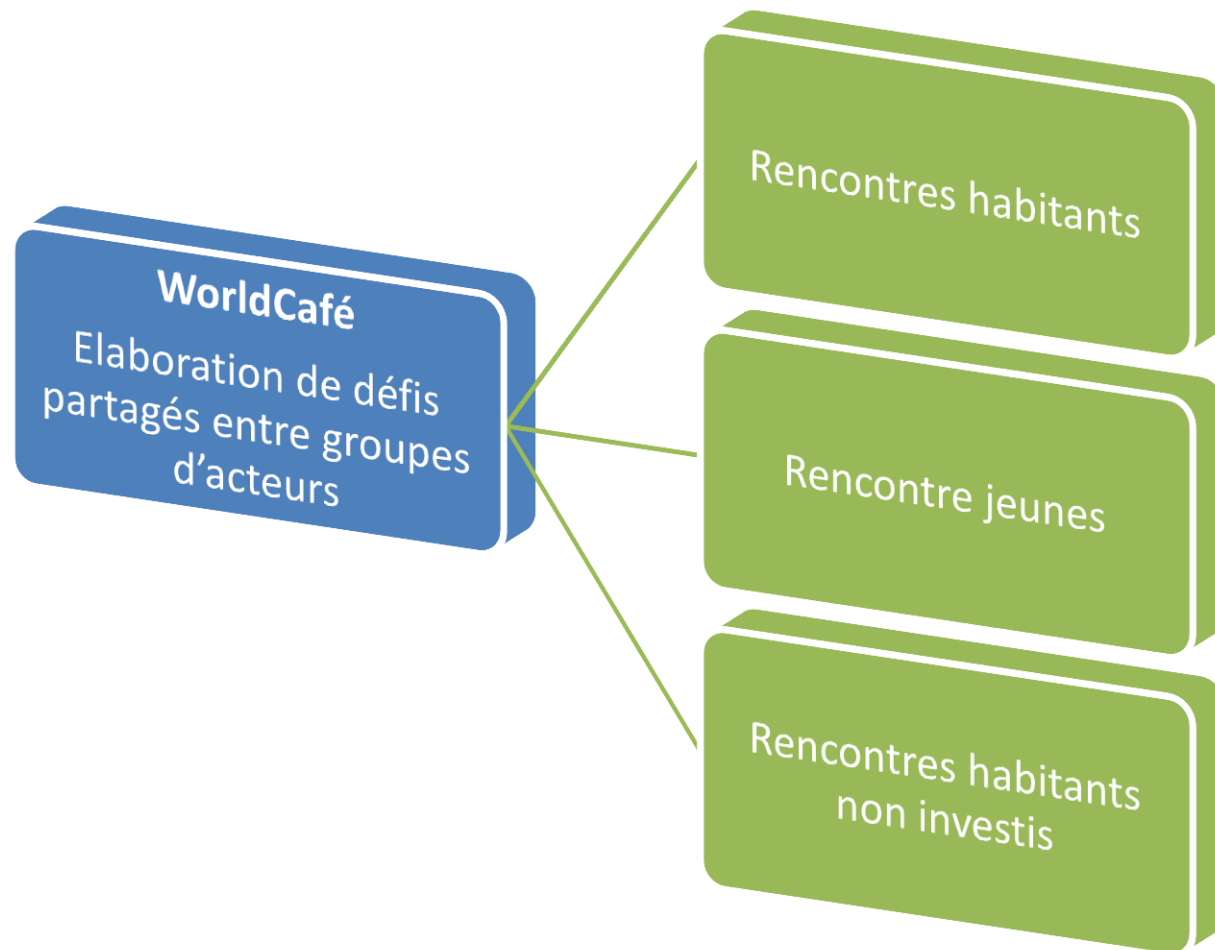 WorldCafé
Elaboration de défis
partagés entre groupes
d’acteurs
Rencontres habitants
Rencontre jeunes
Rencontres habitants
non investis